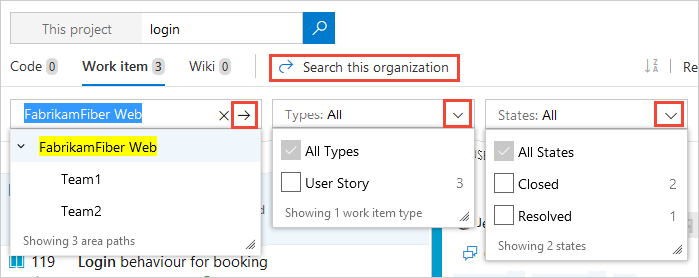 This project login
Code 0 Work item 3 Wiki 0 Search this organization Re
FabrikamFiber Web Types: All States: All
FabrikamFiber Web All Types All States
Team1 User Story 3 Closed 2
Team2 Showing 1 work item type Resolved 1
Showing 3 area paths Showing 2 states
119 Login behaviour for booking